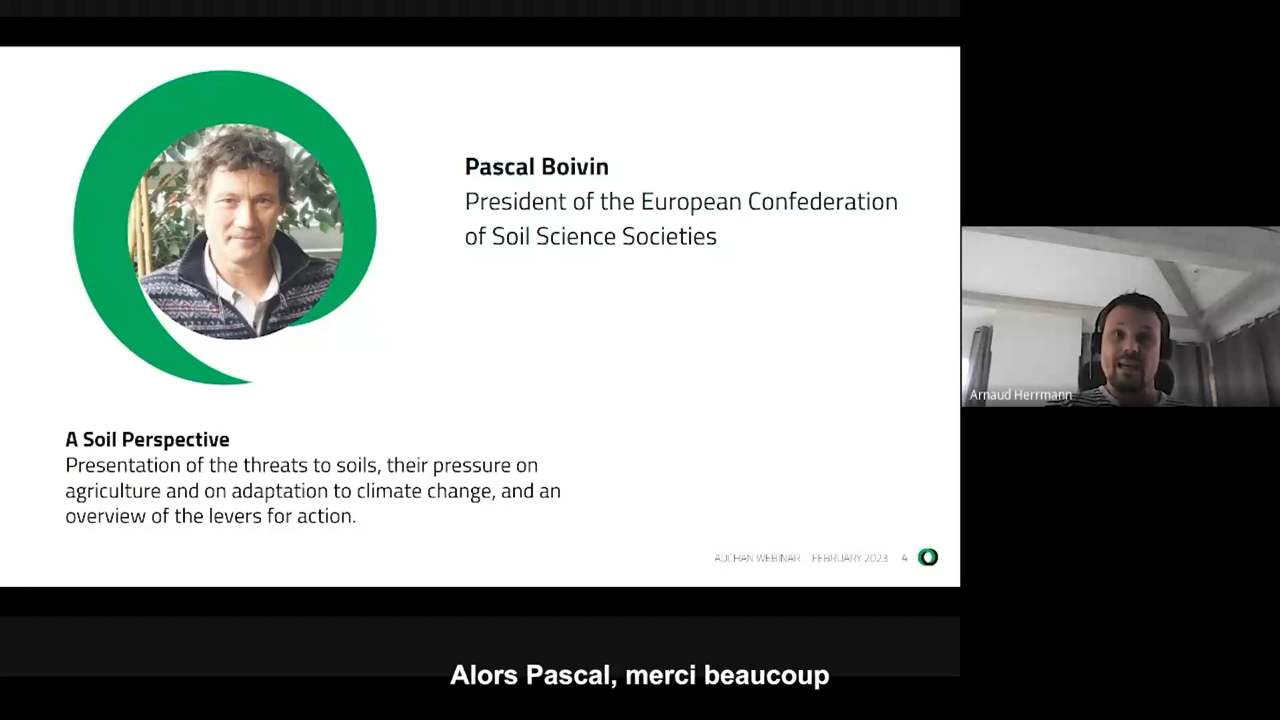 Pascal Boivin
President of the European Confederation
of Soil Science Societies
Arnaud Herrmann
A Soil Perspective
Presentation of the threats to soils, their pressure on
agriculture and on adaptation to climate change, and an
overview of the levers for action.
AUCHAN WEBINAR FEBRUARY 2023 4
Alors Pascal, merci beaucoup